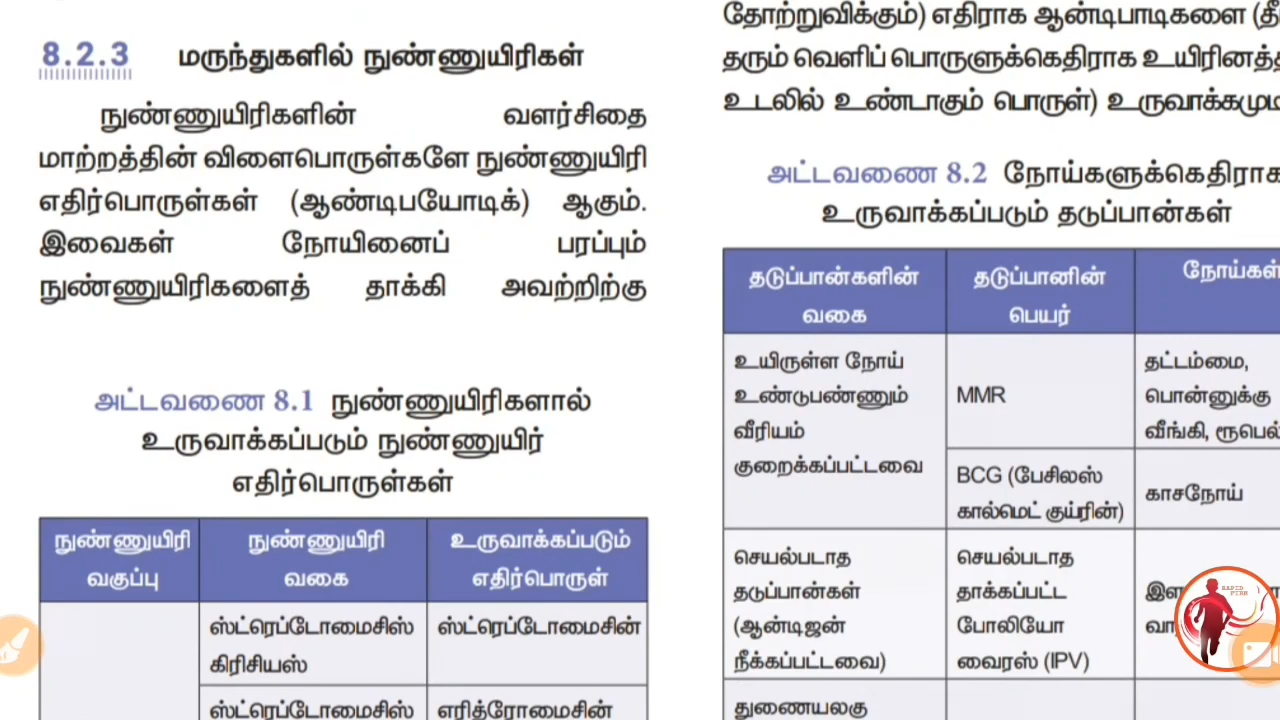 8.2.3 மருந்துகளில் நுண்ணுயிரிகள்
நுண்ணுயிரிகளின் வளர்சிதை
மாற்றத்தின் விளைபொருள்களே நுண்ணுயிரி
எதிர்பொருள்கள் (ஆண்டிபயோடிக்) ஆகும்.
இவைகள் நோயினைப் பரப்பும்
நுண்ணுயிரிகளைத் தாக்கி அவற்றிற்கு
அட்டவணை 8.1 நுண்ணுயிரிகளால்
உருவாக்கப்படும் நுண்ணுயிர்
எதிர்பொருள்கள்
நுண்ணுயிரி
வகுப்பு
நுண்ணுயிரி
வகை
உருவாக்கப்படும்
எதிர்பொருள்
ஸ்ட்ரெப்டோமைசிஸ்
கிரிசியஸ்
ஸ்ட்ரெப்டோமைசின்
ஸ்ட்ரெப்டோமைசிஸ்
எரித்ரோமைசின்
தோற்றுவிக்கும்) எதிராக ஆன்டிபாடிகளை
தரும் வெளிப் பொருளுக்கெதிராக
உடலில் உண்டாகும் பொருள்)
அட்டவணை 8.2 நோய்களுக்கெதிராக
உருவாக்கப்படும் தடுப்பான்கள்
தடுப்பான்களின்
வகை
தடுப்பானின்
பெயர்
நோய்கள்
உயிருள்ள நோய்
உண்டுபண்ணும்
வீரியம்
குறைக்கப்பட்டவை
MMR
தட்டம்மை,
பொன்னுக்கு
வீங்கி,
BCG (பேசிலஸ்
கால்மெட் குய்ரின்)
காசநோய்
செயல்படாத
தடுப்பான்கள்
(ஆன்டிஜன்
நீக்கப்பட்டவை)
செயல்படாத
தாக்கப்பட்ட
போலியோ
வைரஸ் (IPV)
துணையலகு